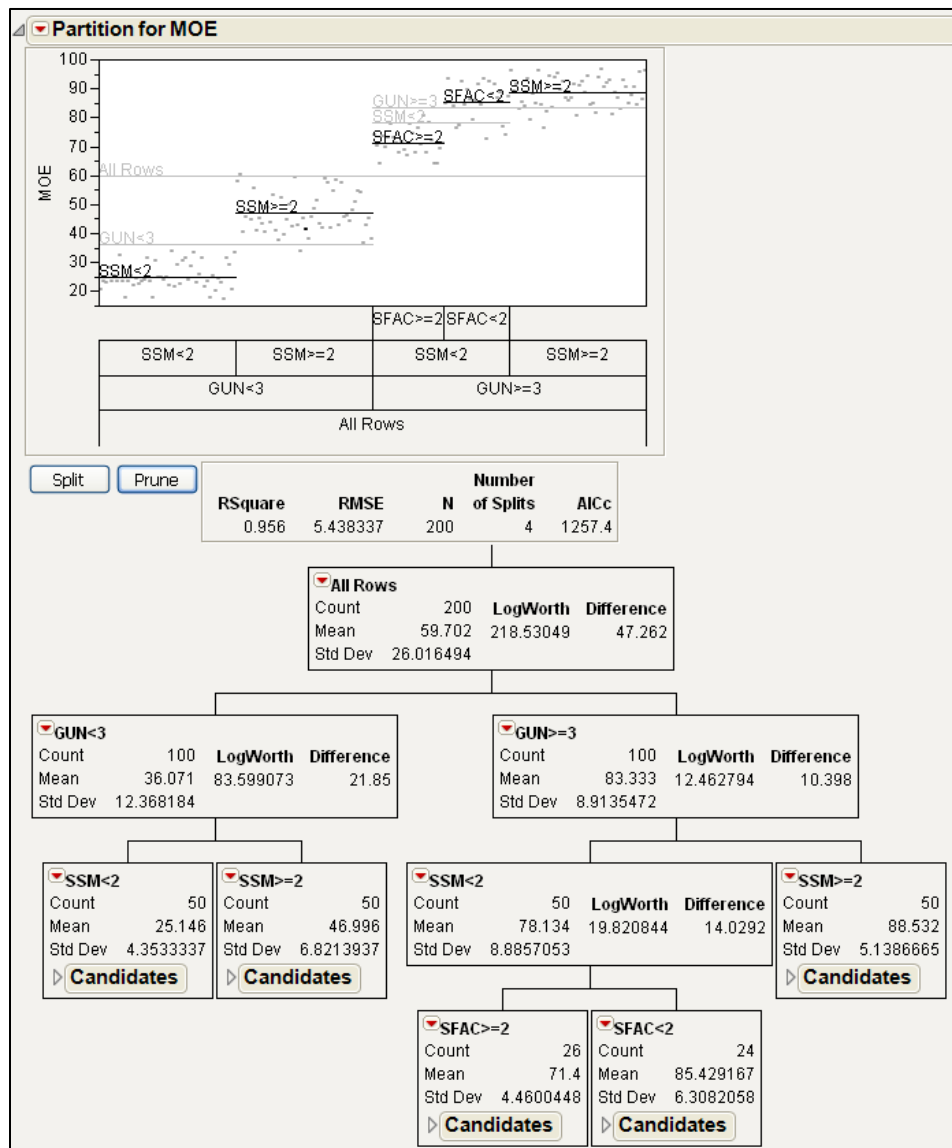 Partition for MOE
100
90
80
70
60
50
40
30
20
MOE
All Rows
GUN<3
SSM<2
SSM>=2
GUN>=3
SSM<2
SFAC>=2
SFAC<2
SSM>=2
SFAC>=2 SFAC<2
SSM<2 SSM>=2 SSM<2 SSM>=2
GUN<3 GUN>=3
All Rows
Split Prune
Number
RSquare RMSE N of Splits AICc
0.956 5.438337 200 4 1257.4
All Rows
Count 200 LogWorth Difference
Mean 59.702 218.53049 47.262
Std Dev 26.016494
GUN<3
Count 100 LogWorth Difference
Mean 36.071 83.599073 21.85
Std Dev 12.368184
GUN>=3
Count 100 LogWorth Difference
Mean 83.333 12.462794 10.398
Std Dev 8.9135472
SSM<2
Count 50
Mean 25.146
Std Dev 4.3533337
Candidates
SSM>=2
Count 50
Mean 46.996
Std Dev 6.8213937
Candidates
SSM<2
Count 50 LogWorth Difference
Mean 78.134 19.820844 14.0292
Std Dev 8.8857053
SSM>=2
Count 50
Mean 88.532
Std Dev 5.1386665
Candidates
SFAC>=2
Count 26
Mean 71.4
Std Dev 4.4600448
Candidates
SFAC<2
Count 24
Mean 85.429167
Std Dev 6.3082058
Candidates